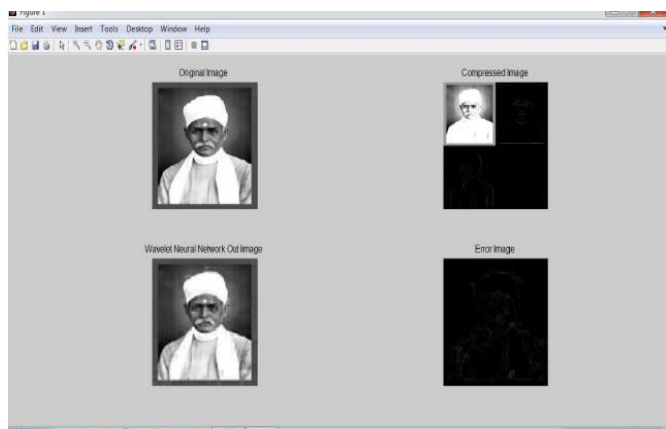 Figure 1
File Edit View Insert Tools Desktop Window Help
Original Image
Compressed Image
Wavelet Neural Network Out Image
Error Image